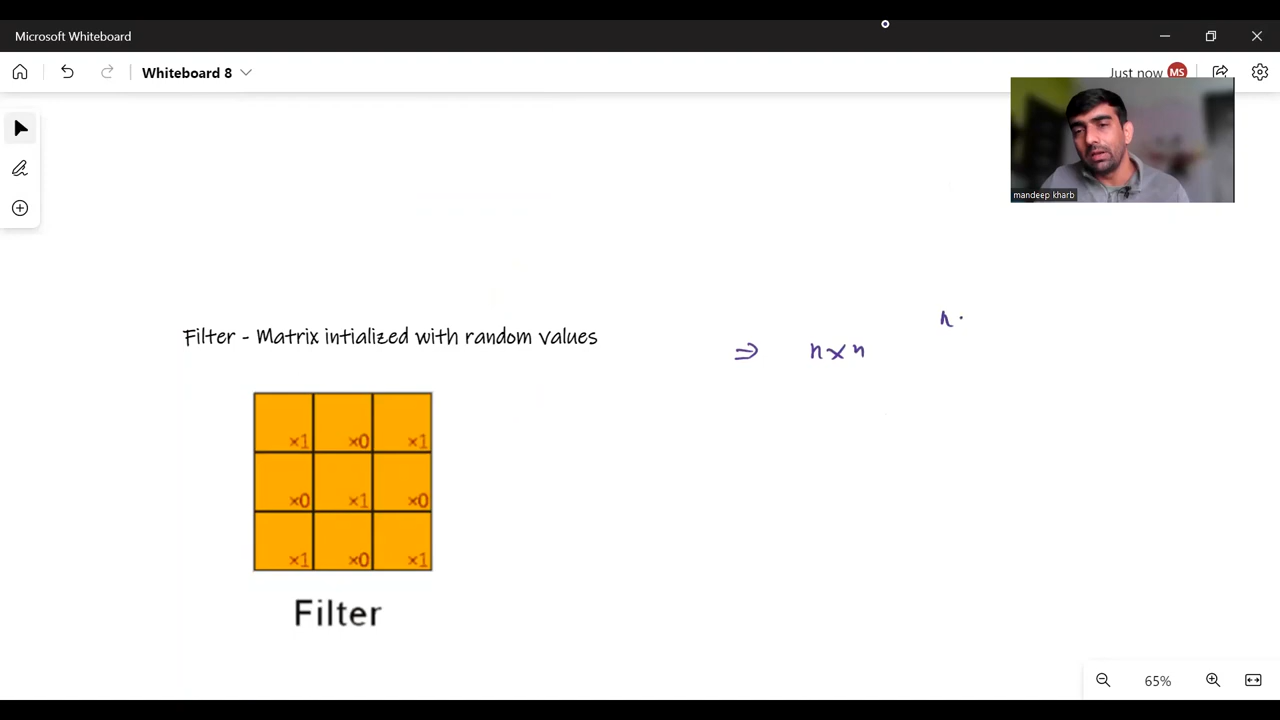 Microsoft Whiteboard
Whiteboard 8
Just now MS
mandeep kharb
n.
Filter - Matrix intialized with random values
⇒ n×n
×1 ×0 ×1
×0 ×1 ×0
×1 ×0 ×1
Filter
65%